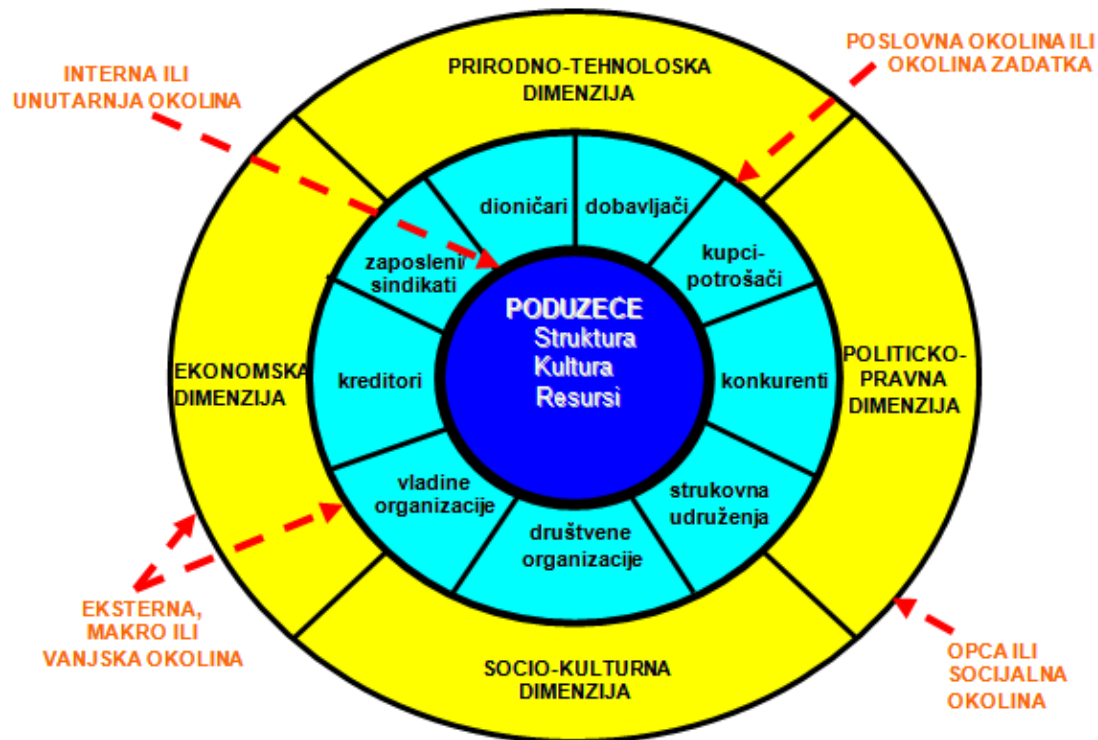 INTERNA ILI
UNUTARNJA OKOLINA
POSLOVNA OKOLINA ILI
OKOLINA ZADATKA
PRIRODNO-TEHNOLOSKA
DIMENZIJA
dioničari
dobavljači
zaposleni/
sindikati
kupci-
potrošači
PODUZECE
Struktura
Kultura
Resursi
EKONOMSKA
DIMENZIJA
kreditori
konkurenti
POLITICKO-
PRAVNA
DIMENZIJA
vladine
organizacije
strukovna
udruženja
društvene
organizacije
EKSTERNA,
MAKRO ILI
VANJSKA OKOLINA
SOCIO-KULTURNA
DIMENZIJA
OPCA ILI
SOCIJALNA
OKOLINA